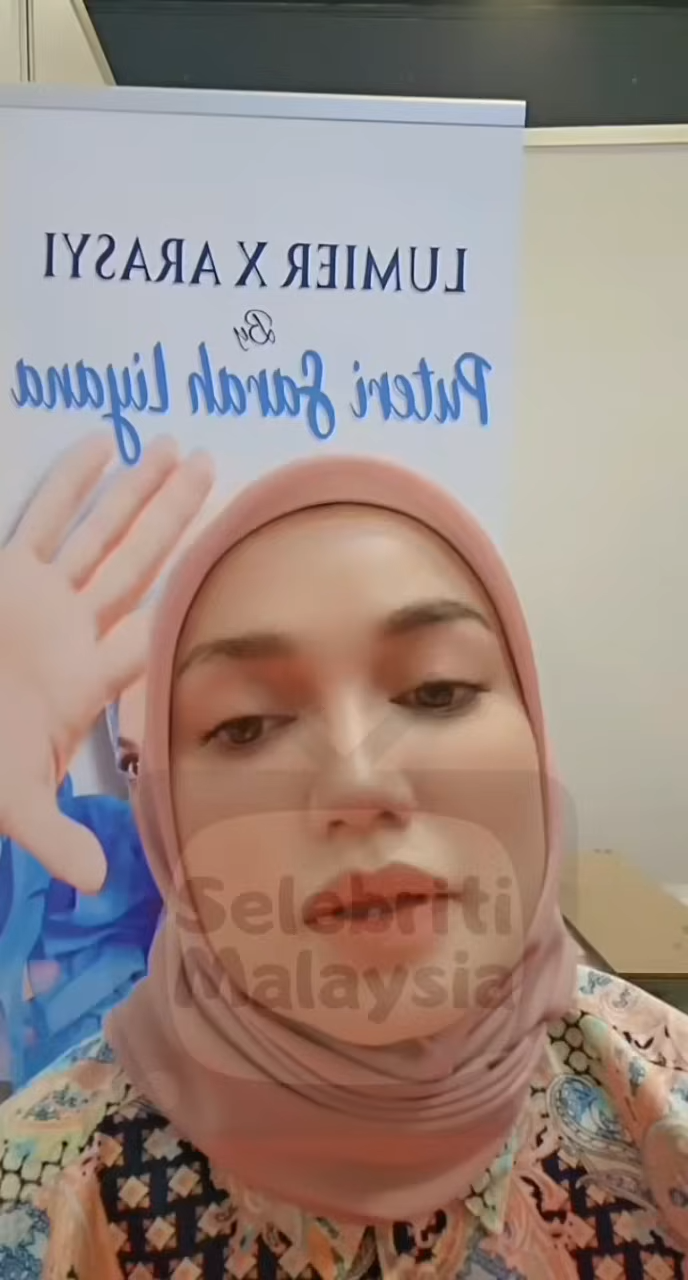 LUMIER X ARASYI
By
Puteri Sarah Liyana
Selebriti
Malaysia